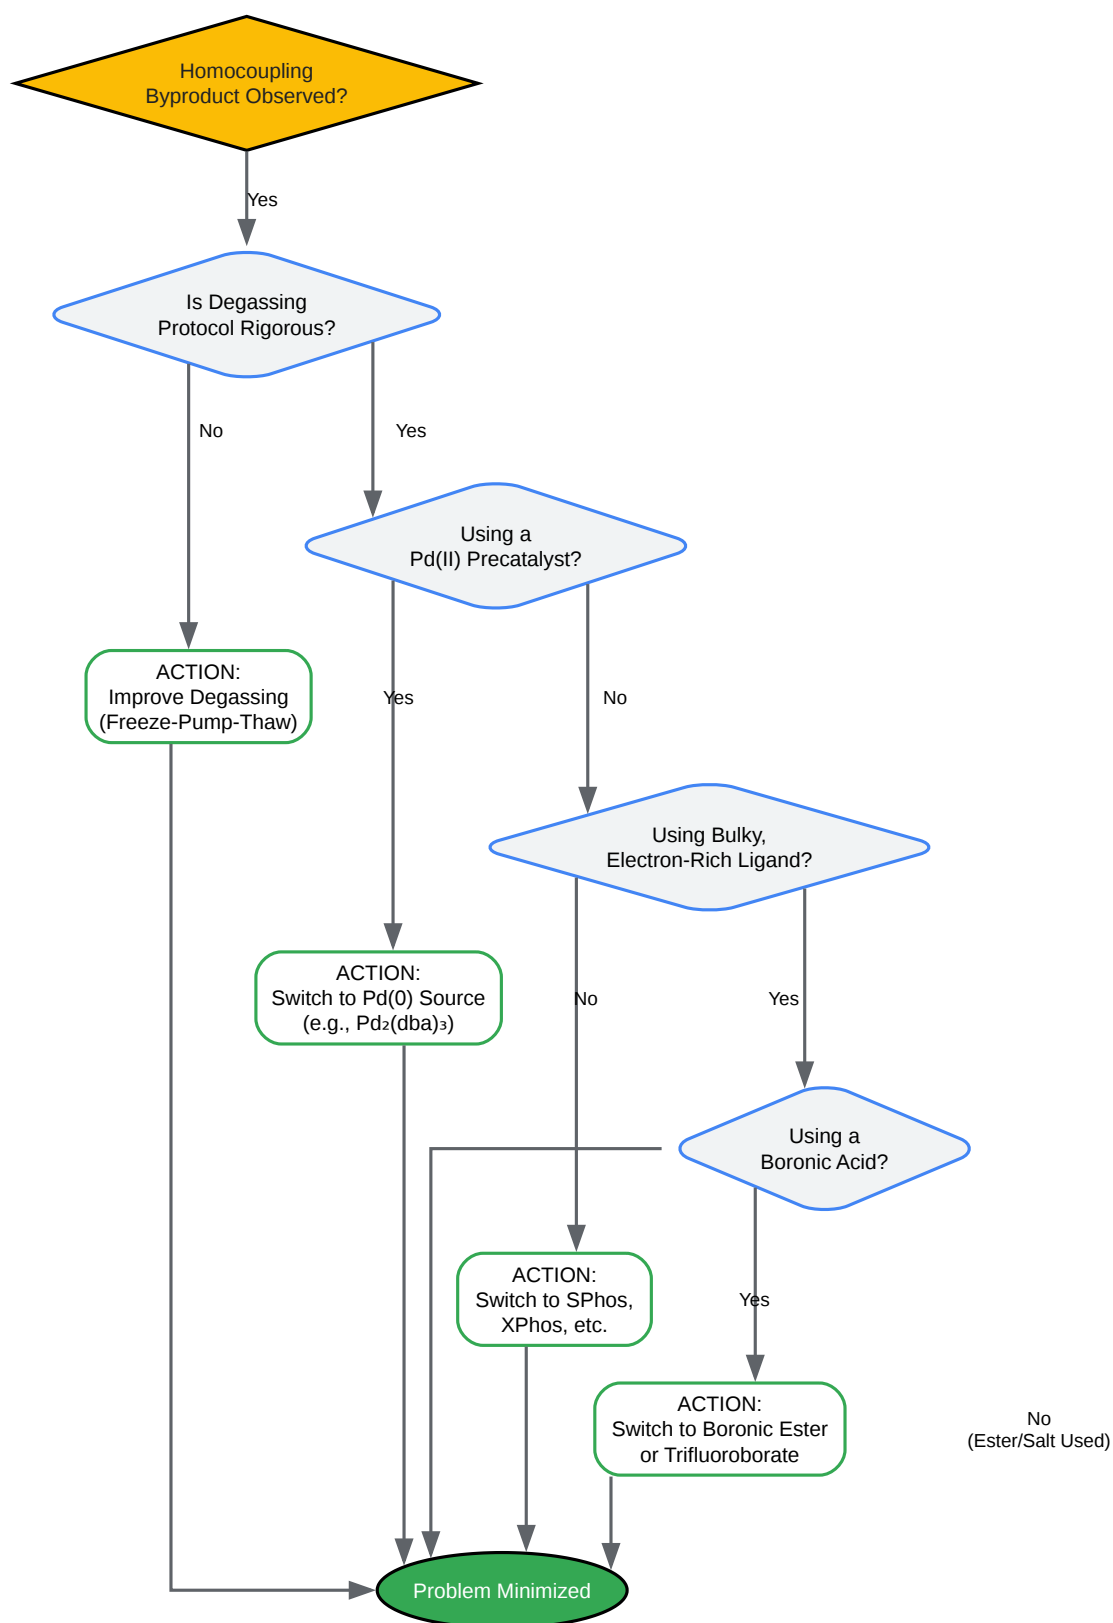 Homocoupling
Byproduct Observed?
Yes
Is Degassing
Protocol Rigorous?
No
Yes
Using a
Pd(II) Precatalyst?
ACTION:
Improve Degassing
(Freeze-Pump-Thaw)
Yes
No
Using Bulky,
Electron-Rich Ligand?
ACTION:
Switch to Pd(0) Source
(e.g., Pd₂(dba)₃)
No
Yes
Using a
Boronic Acid?
ACTION:
Switch to SPhos,
XPhos, etc.
Yes
ACTION:
Switch to Boronic Ester
or Trifluoroborate
No
(Ester/Salt Used)
Problem Minimized